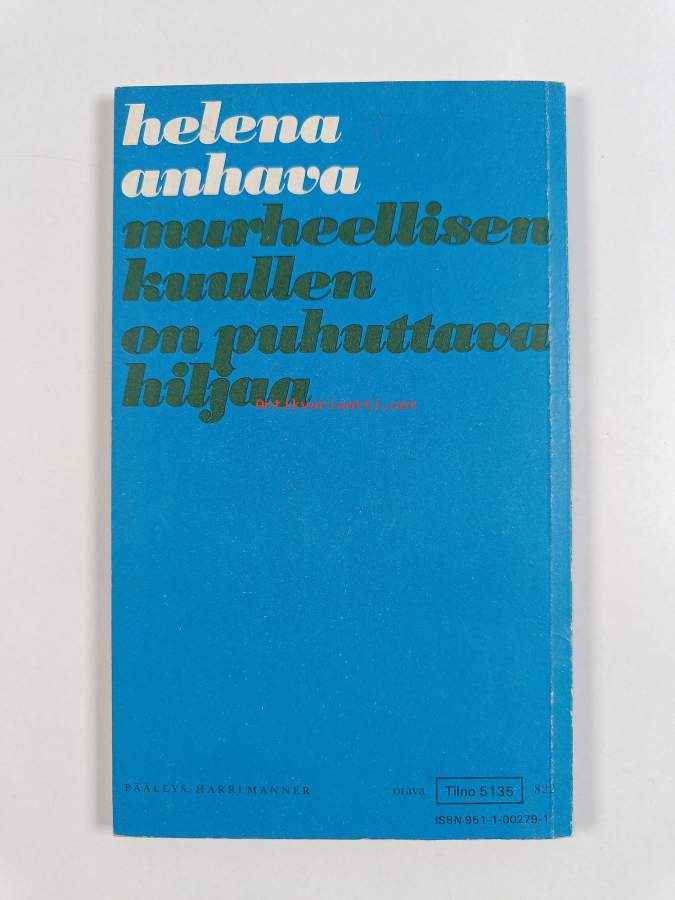 helena
anhava
murheellisen
kuullen
on puhuttava
hiljaa
Antikvariaatti.net
PÄÄLLYS: HARRI MANNER
otava Tilno 5135
ISBN 951-1-00279-1